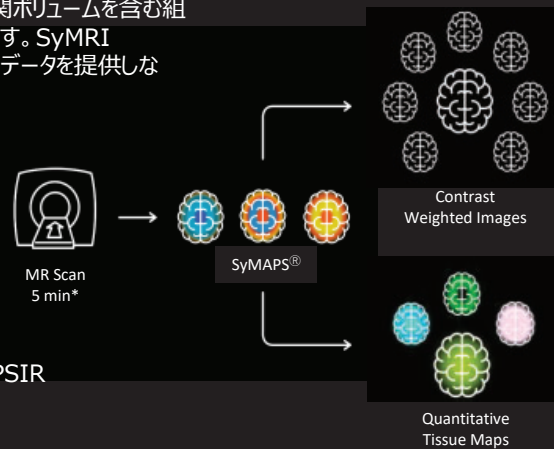 関ボリュームを含む組
す。SyMRI
データを提供しな
MR Scan
5 min*
SyMAPS®
Contrast
Weighted Images
PSIR
Quantitative
Tissue Maps